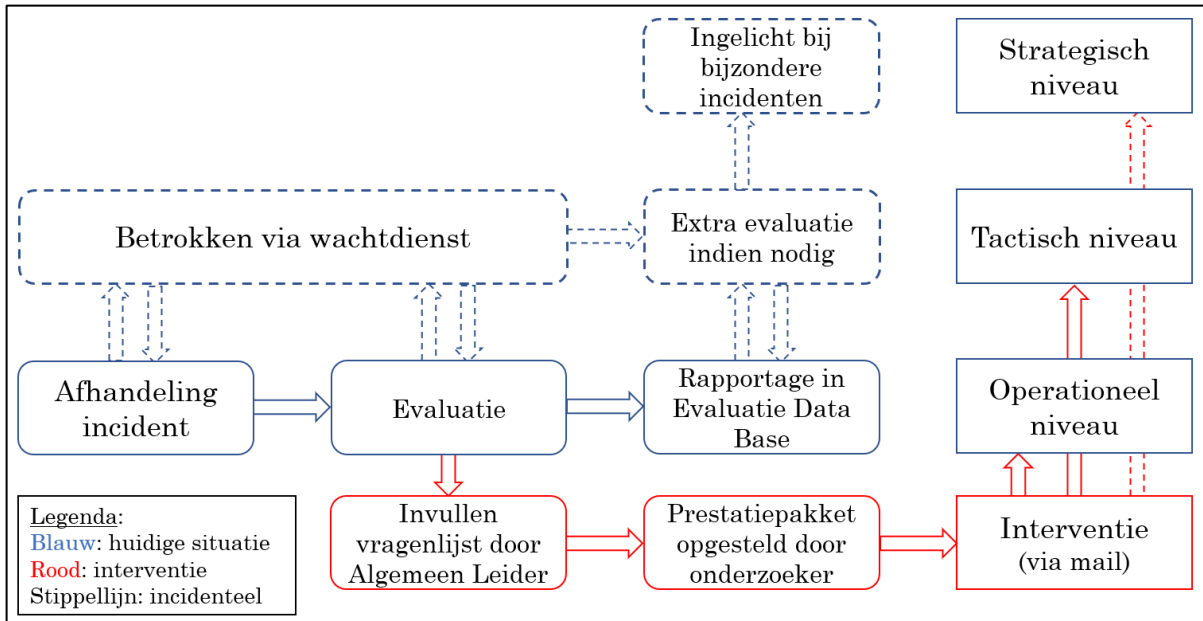 Ingelicht bij
bijzondere
incidenten
Strategisch
niveau
Betrokken via wachtdienst
Extra evaluatie
indien nodig
Tactisch niveau
Afhandeling
incident
Evaluatie
Rapportage in
Evaluatie Data
Base
Operationeel
niveau
Legenda:
Blauw: huidige situatie
Rood: interventie
Stippellijn: incidenteel
Invullen
vragenlijst door
Algemeen Leider
Prestatiepakket
opgesteld door
onderzoeker
Interventie
(via mail)